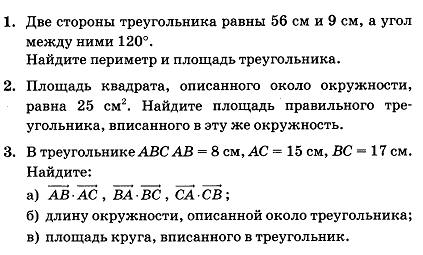 1. Две стороны треугольника равны 56 см и 9 см, а угол
между ними 120°.
Найдите периметр и площадь треугольника.
2. Площадь квадрата, описанного около окружности,
равна 25 см². Найдите площадь правильного тре-
угольника, вписанного в эту же окружность.
3. В треугольнике ABC AB = 8 см, AC = 15 см, BC = 17 см.
Найдите:
а) AB · AC , BA · BC , CA · CB ;
б) длину окружности, описанной около треугольника;
в) площадь круга, вписанного в треугольник.